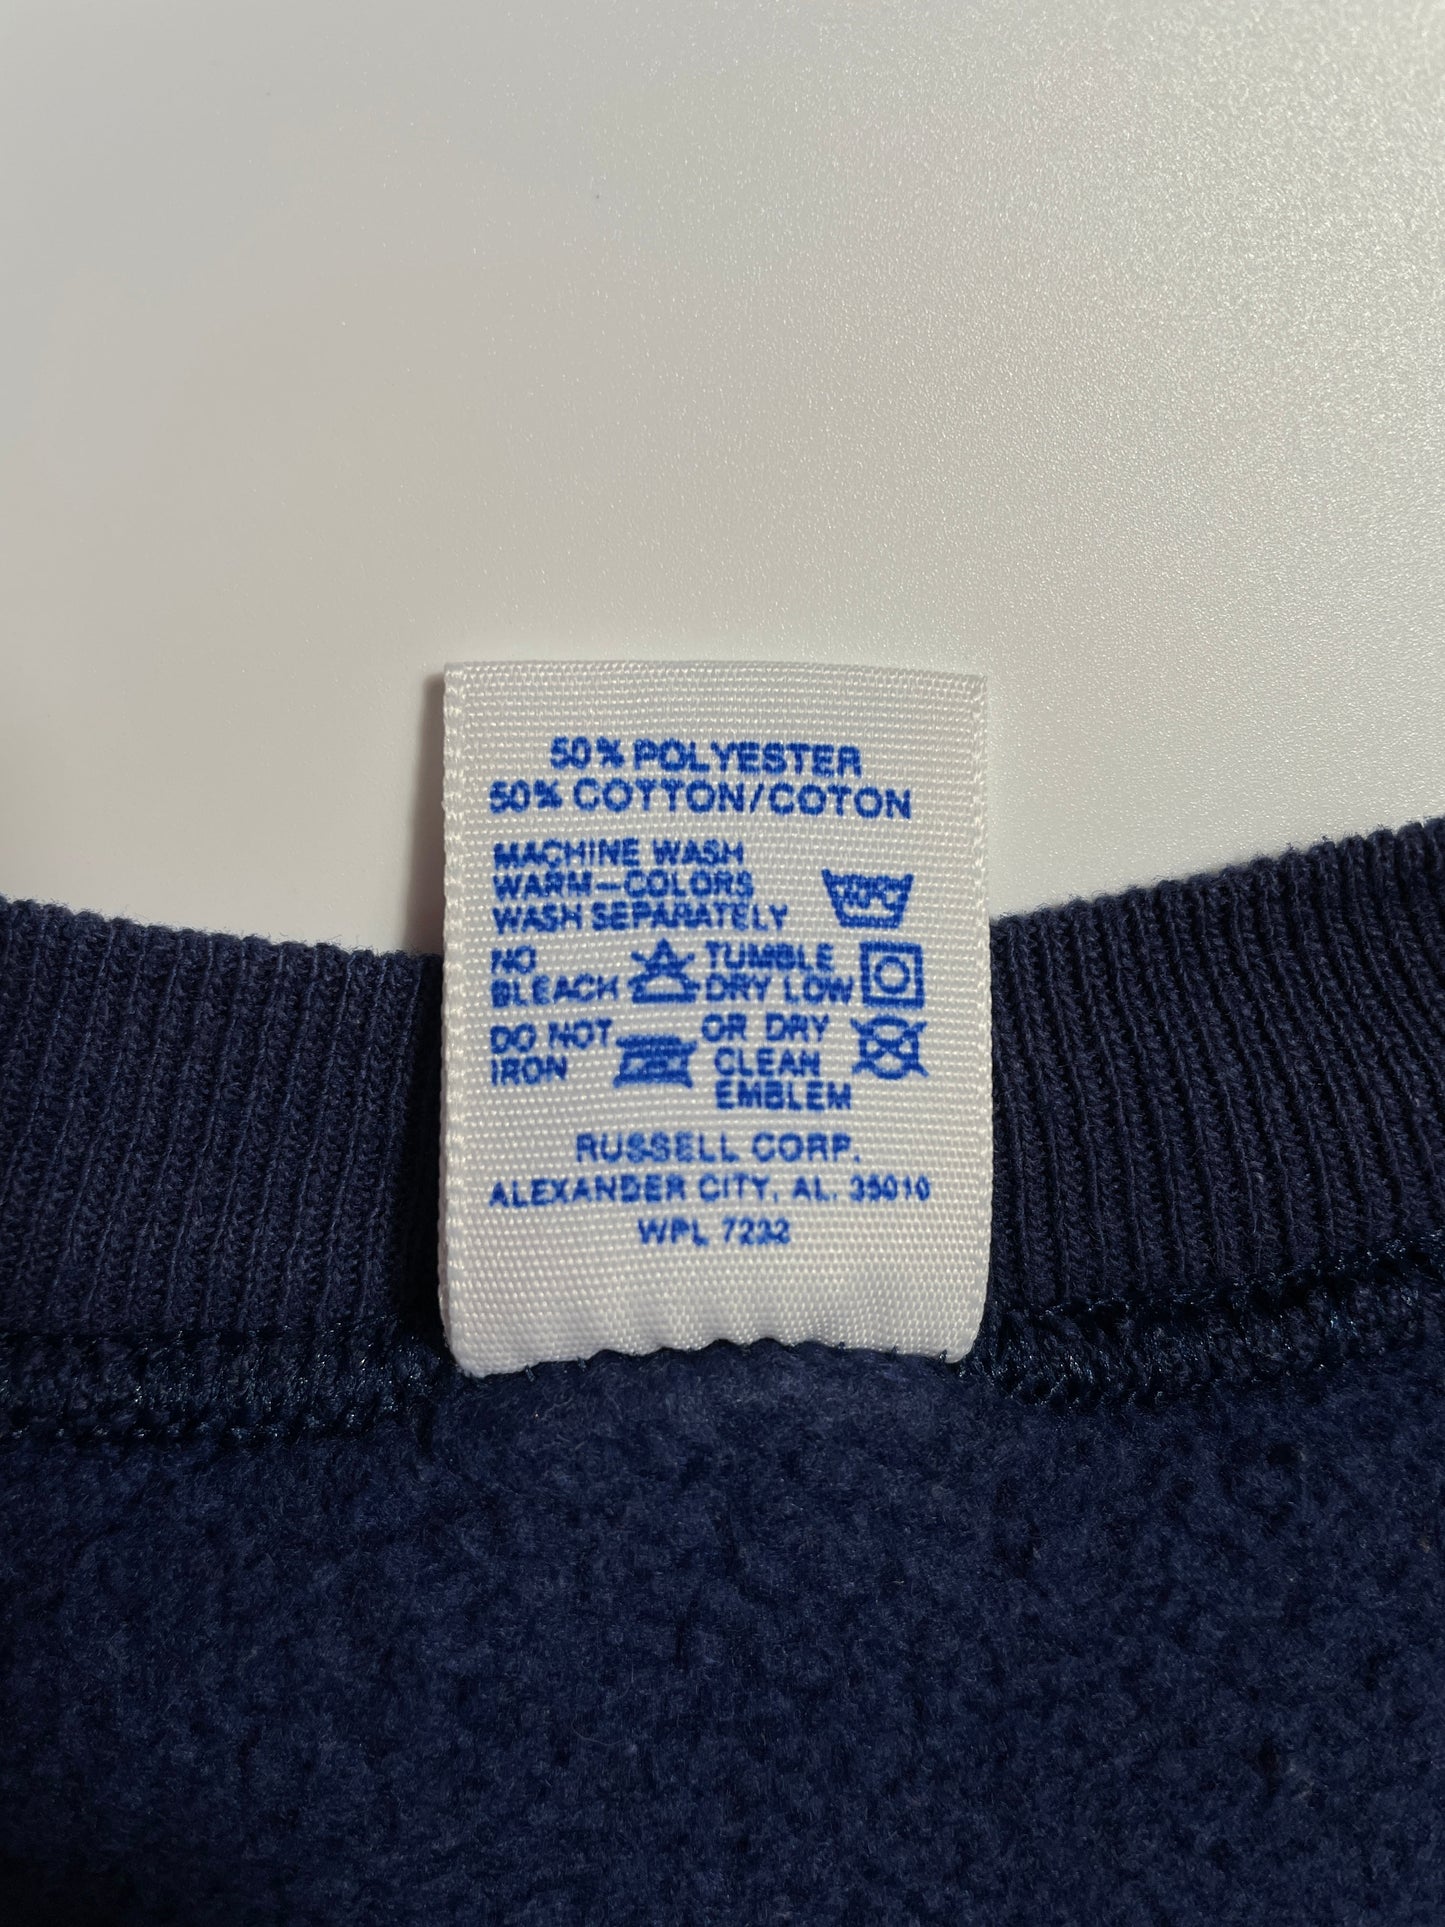 50% POLYESTER
50% COTTON/COTON
MACHINE WASH
WARM-COLORS
WASH SEPARATELY
NO
BLEACH
TUMBLE
DRY LOW
DO NOT
IRON
OR DRY
CLEAN
EMBLEM
RUSSELL CORP.
ALEXANDER CITY, AL. 35010
WPL 7232